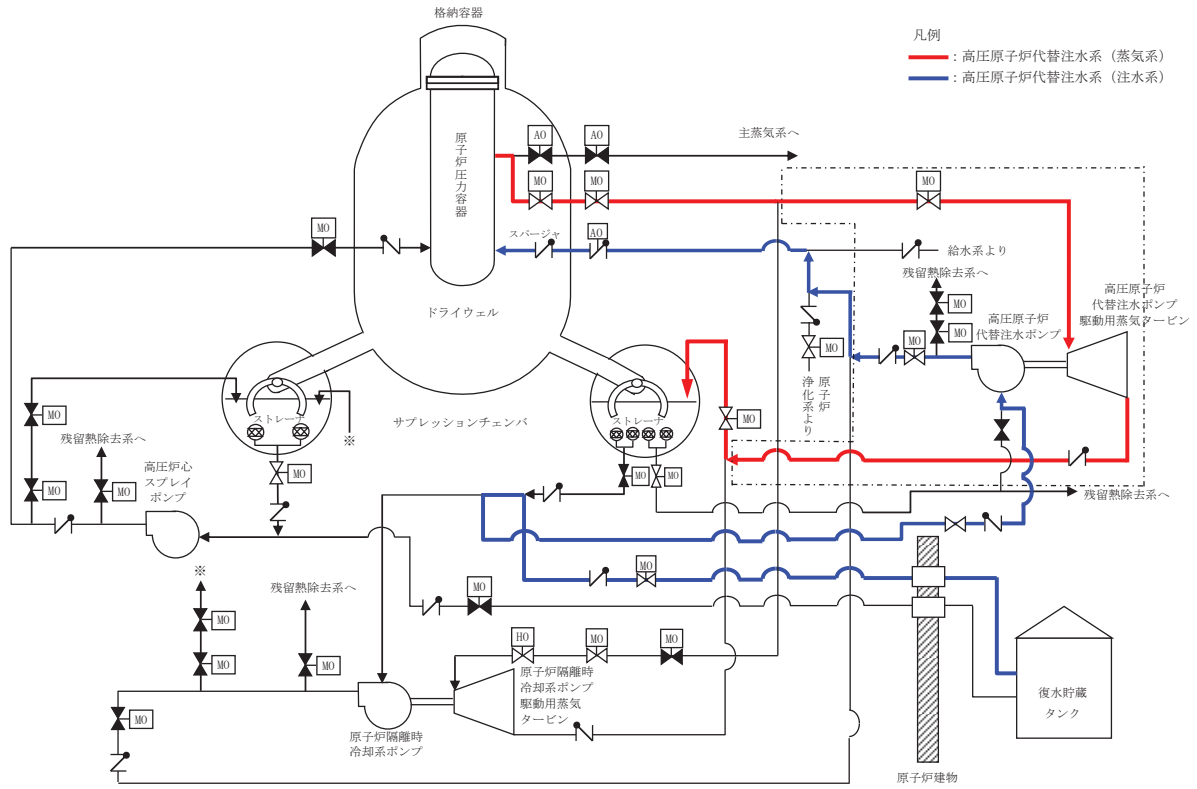 格納容器
凡例
：高圧原子炉代替注水系（蒸気系）
：高圧原子炉代替注水系（注水系）
原子炉圧力容器
AO
AO
主蒸気系へ
MO
MO
MO
MO
スパージャ
AO
給水系より
残留熱除去系へ
MO
MO
高圧原子炉
代替注水ポンプ
駆動用蒸気タービン
高圧原子炉
代替注水ポンプ
MO
MO
ドライウェル
浄化系より
原子炉
サプレッションチェンバ
ストレーナ
ストレーナ
※
MO
MO
残留熱除去系へ
高圧炉心
スプレイ
ポンプ
MO
MO
MO
MO
MO
残留熱除去系へ
※
残留熱除去系へ
MO
MO
MO
MO
MO
MO
HO
MO
MO
原子炉隔離時
冷却系ポンプ
駆動用蒸気
タービン
原子炉隔離時
冷却系ポンプ
復水貯蔵
タンク
原子炉建物